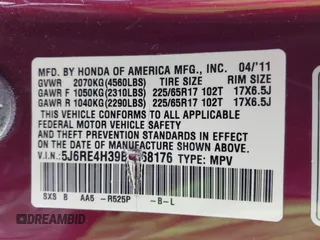 MFD. BY HONDA OF AMERICA MFG., INC. 04/'11
GVWR 2070KG(4560LBS) TIRE SIZE RIM SIZE
GAWR F 1050KG(2310LBS) 225/65R17 102T 17X6.5J
GAWR R 1040KG(2290LBS) 225/65R17 102T 17X6.5J
THIS VEHICLE CONFORMS TO ALL APPLICABLE
FEDERAL MOTOR VEHICLE SAFETY
STANDARDS IN EFFECT ON THE DATE OF
MANUFACTURE SHOWN ABOVE.
V.I.N.: TYPE: MPV
SXS B AA5 -R525P -B-L
DREAMBID